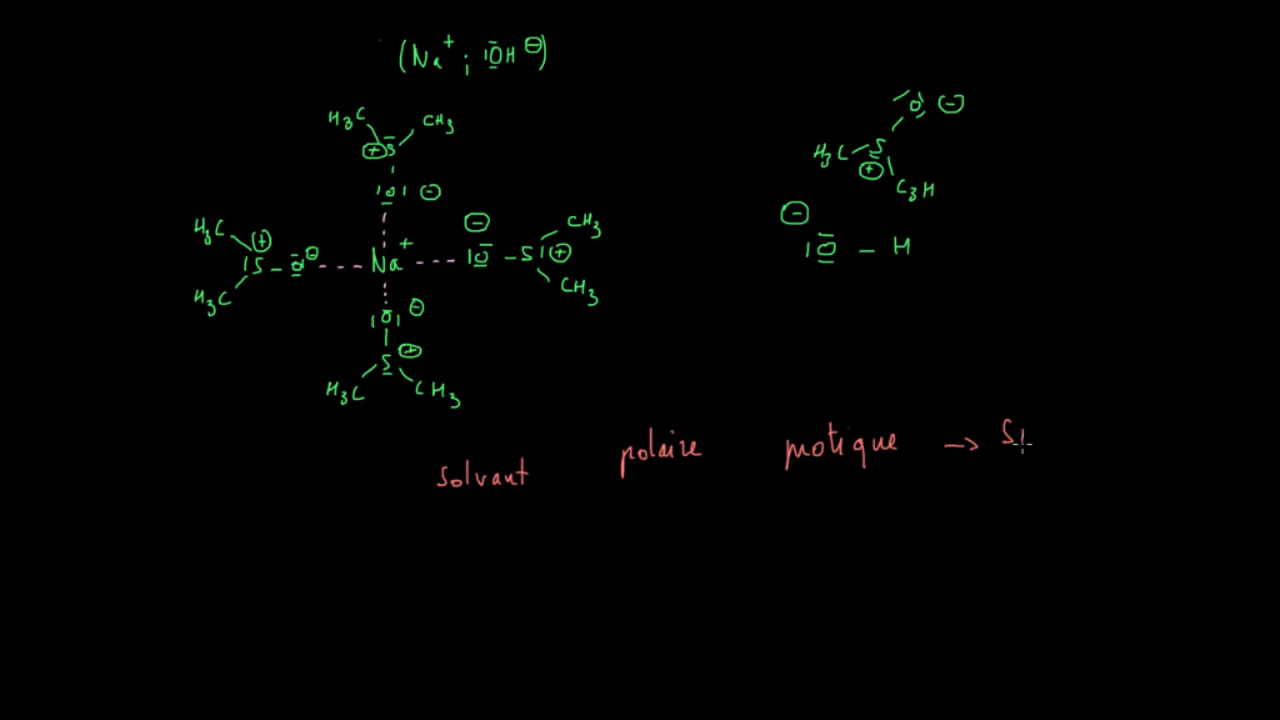 (Na⁺ ; |O̅H ⊖)
H₃C CH₃
⊕ S
|O| ⊖
H₃C ⊕ |S – O ⊖ --- Na⁺ --- |O ⊖ – S| ⊕ CH₃
H₃C CH₃
|O| ⊖
S ⊕
H₃C CH₃
O ⊖
H₃C S ⊕
C₃H
⊖
|O – H
solvant polaire protique → S